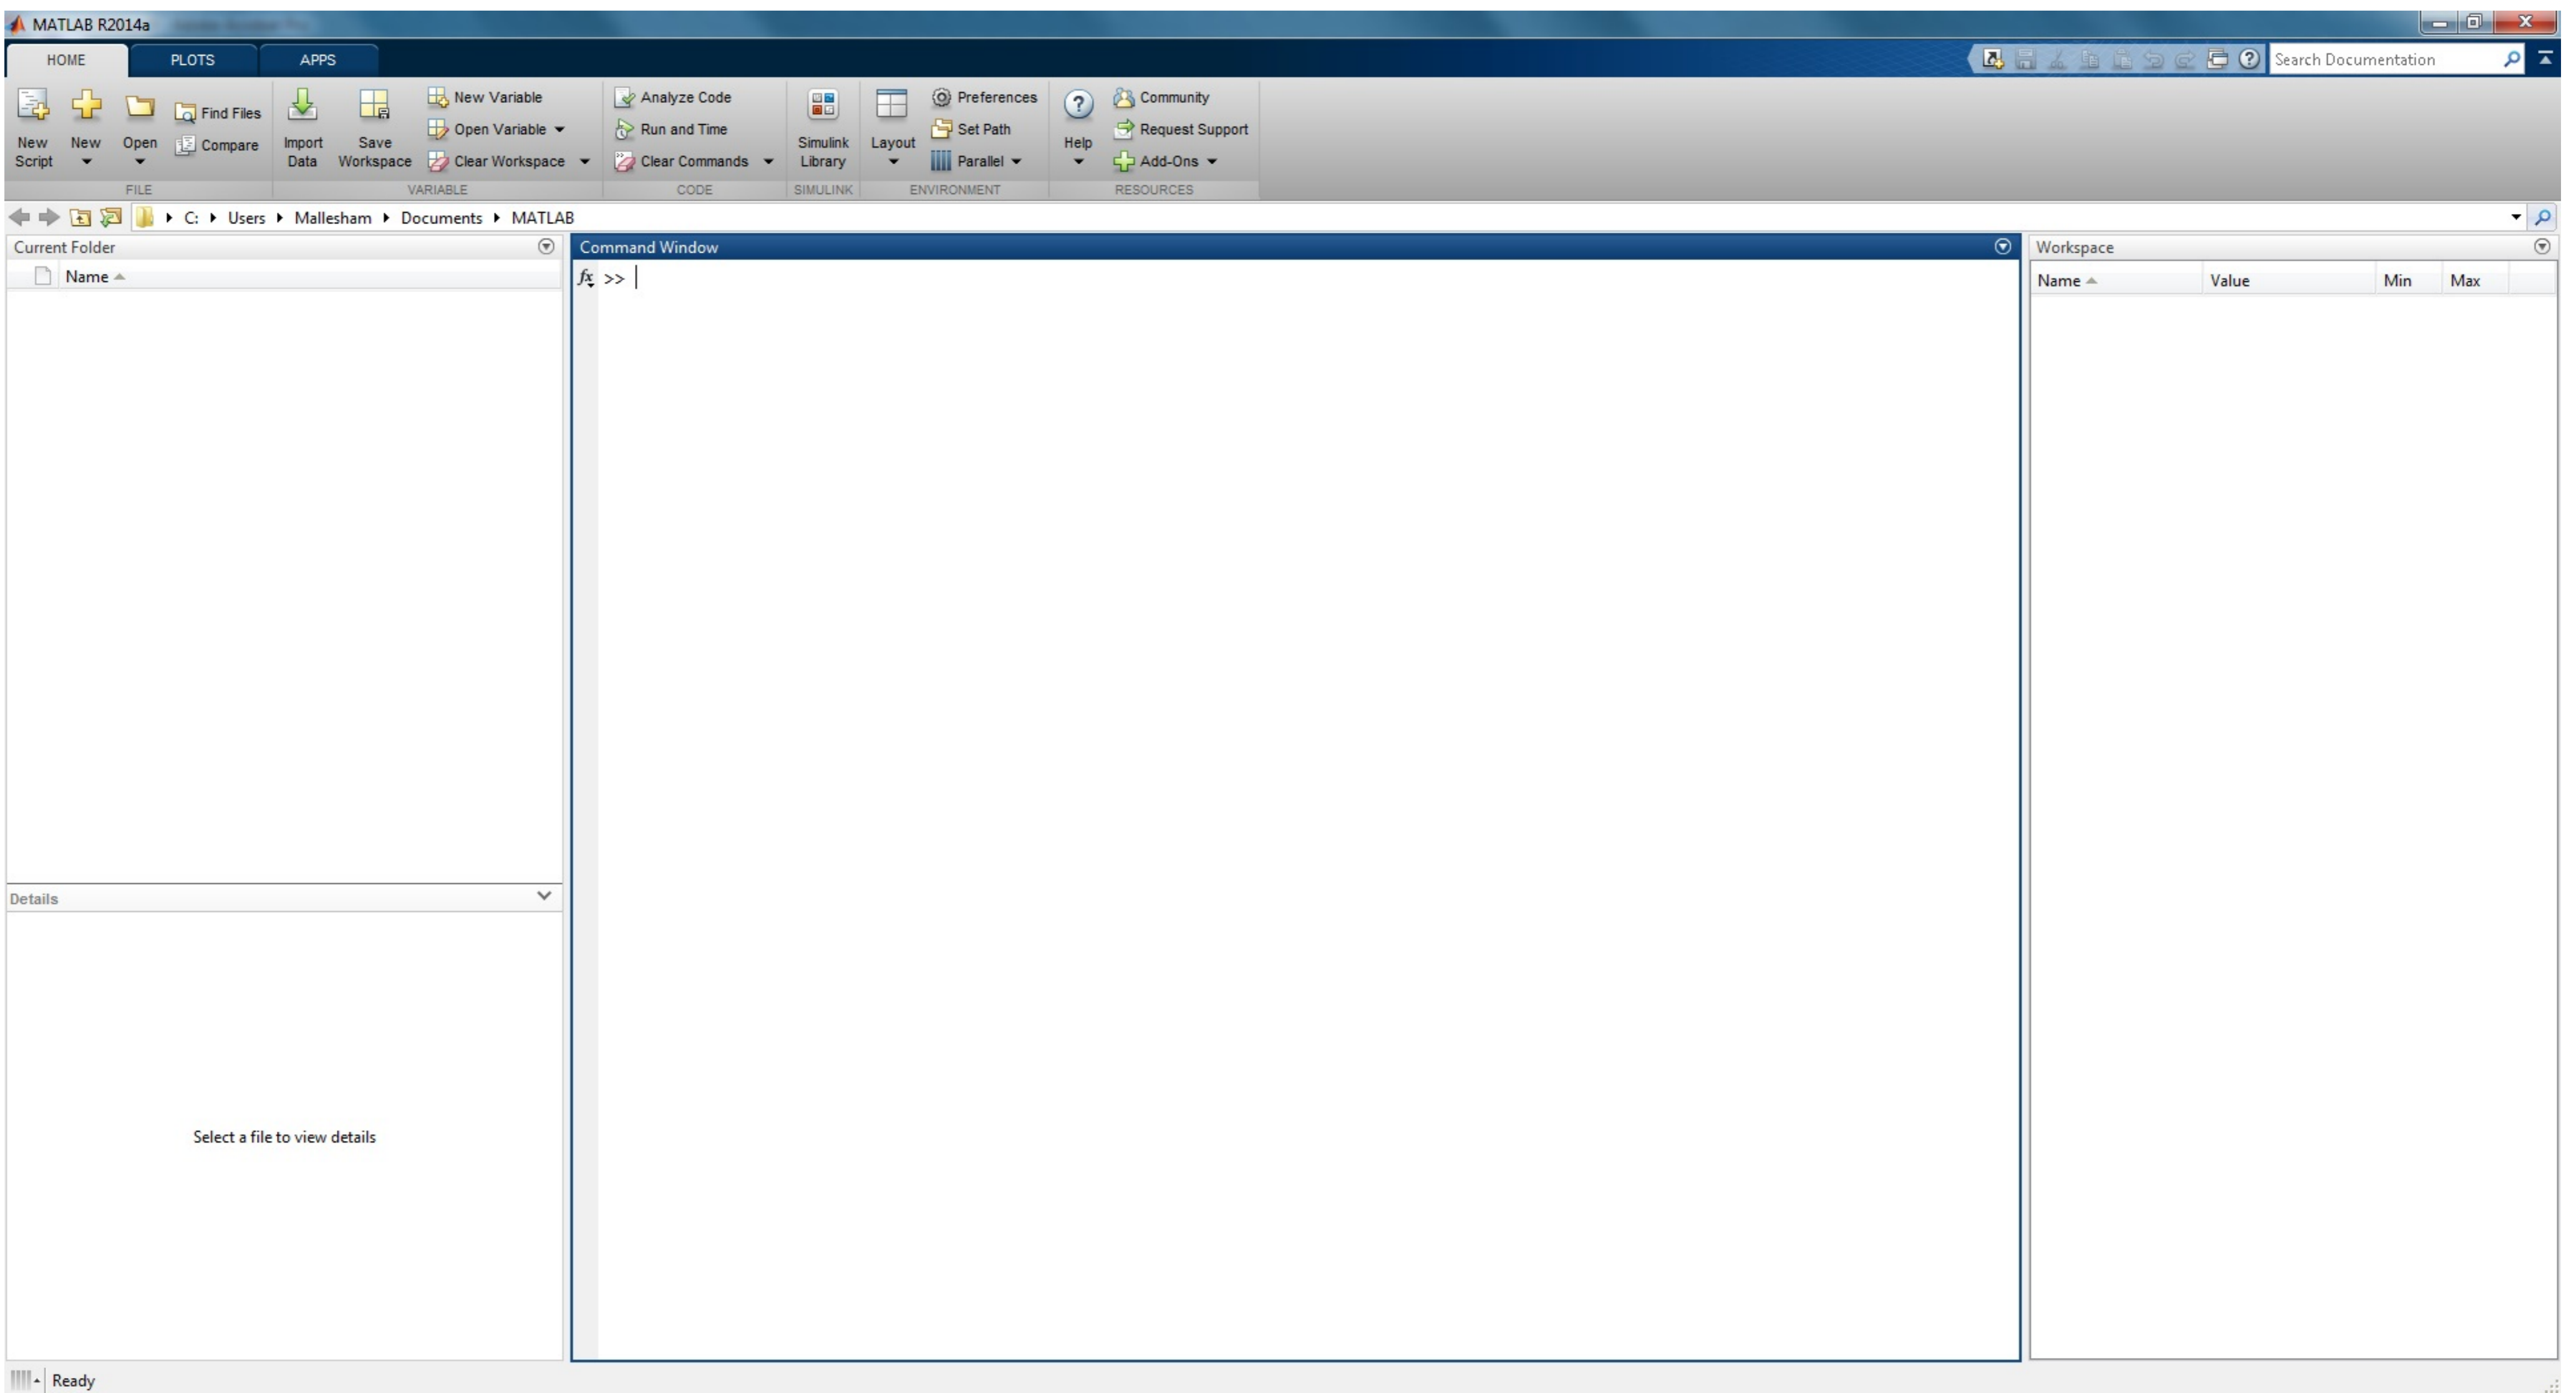 MATLAB R2014a
HOME PLOTS APPS
Search Documentation
New Script
New
Open
Find Files
Compare
FILE
Import Data
Save Workspace
New Variable
Open Variable
Clear Workspace
VARIABLE
Analyze Code
Run and Time
Clear Commands
CODE
Simulink Library
SIMULINK
Layout
Preferences
Set Path
Parallel
ENVIRONMENT
Help
Community
Request Support
Add-Ons
RESOURCES
C: Users Mallesham Documents MATLAB
Current Folder
Name
Details
Select a file to view details
Command Window
fx >>
Workspace
Name Value Min Max
Ready